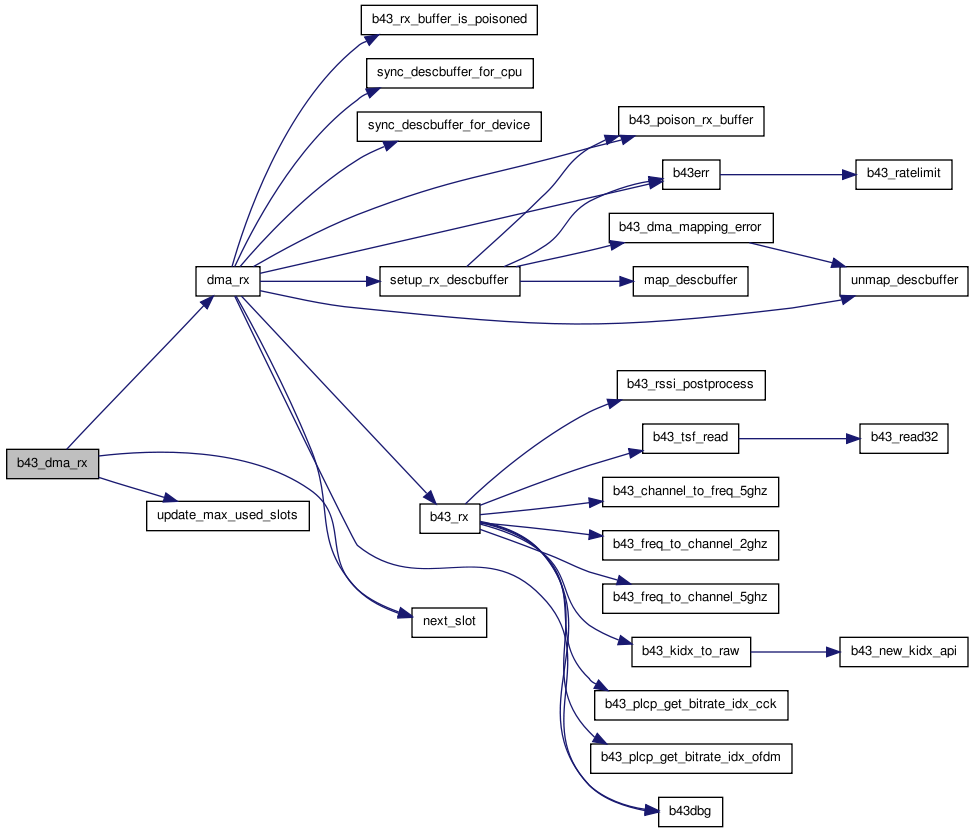 b43_rx_buffer_is_poisoned
sync_descbuffer_for_cpu
sync_descbuffer_for_device
b43_poison_rx_buffer
b43err
b43_ratelimit
b43_dma_mapping_error
dma_rx
setup_rx_descbuffer
map_descbuffer
unmap_descbuffer
b43_rssi_postprocess
b43_tsf_read
b43_read32
b43_dma_rx
b43_channel_to_freq_5ghz
update_max_used_slots
b43_rx
b43_freq_to_channel_2ghz
b43_freq_to_channel_5ghz
next_slot
b43_kidx_to_raw
b43_new_kidx_api
b43_plcp_get_bitrate_idx_cck
b43_plcp_get_bitrate_idx_ofdm
b43dbg